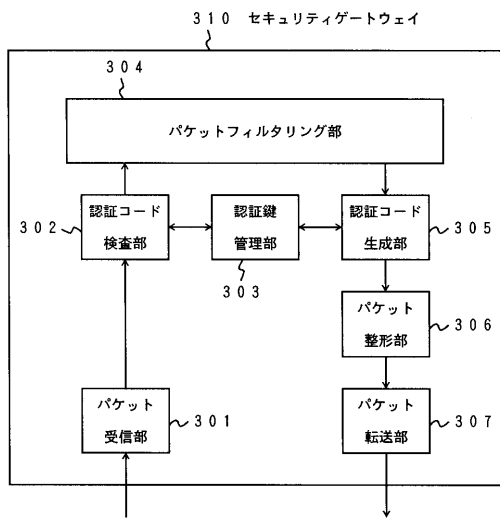 310 セキュリティゲートウェイ
304
パケットフィルタリング部
302
認証コード
検査部
認証鍵
管理部
303
認証コード
生成部
305
パケット
整形部
306
パケット
受信部
301
パケット
転送部
307